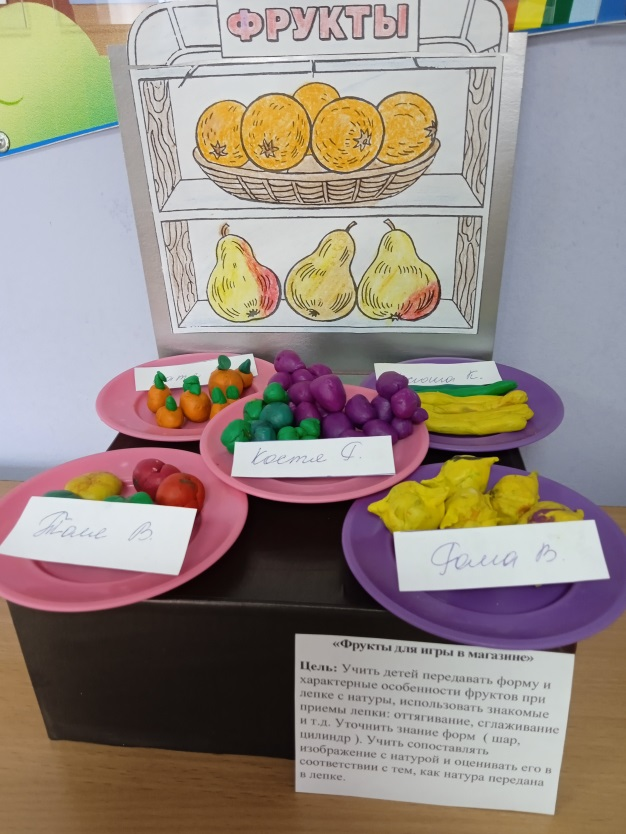 ФРУКТЫ
К.
Костя Г.
Таля В.
Фома В.
«Фрукты для игры в магазине»
Цель: Учить детей передавать форму и
характерные особенности фруктов при
лепке с натуры, использовать знакомые
приемы лепки: оттягивание, сглаживание
и т.д. Уточнить знание форм ( шар,
цилиндр ). Учить сопоставлять
изображение с натурой и оценивать его в
соответствии с тем, как натура передана
в лепке.